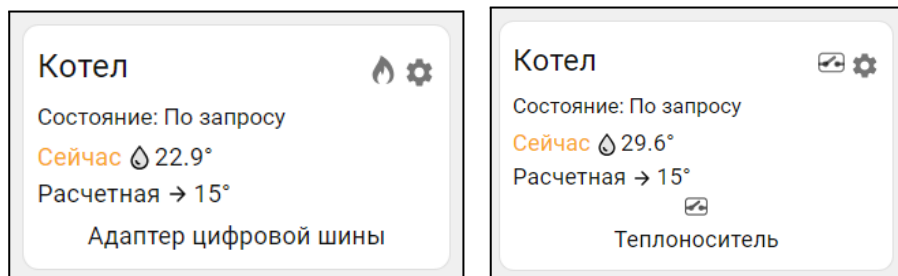 Котел
Состояние: По запросу
Сейчас 22.9°
Расчетная → 15°
Адаптер цифровой шины
Котел
Состояние: По запросу
Сейчас 29.6°
Расчетная → 15°
Теплоноситель